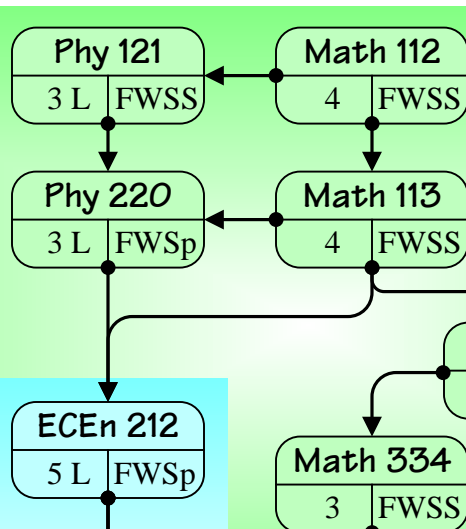 Phy 121
3 L FWSS
Math 112
4 FWSS
Phy 220
3 L FWSp
Math 113
4 FWSS
ECEn 212
5 L FWSp
Math 334
3 FWSS